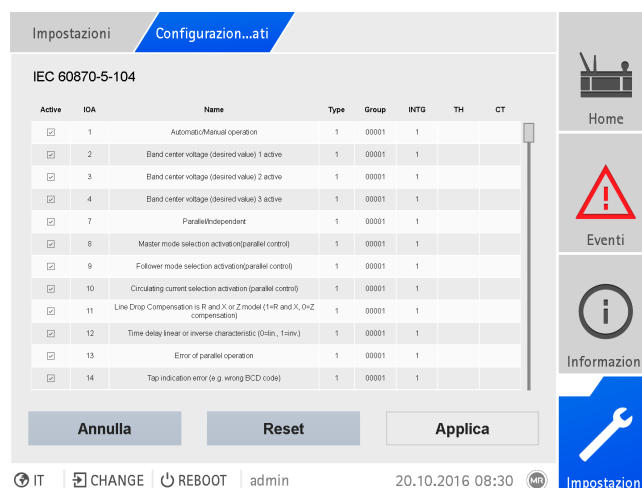 Impostazioni
Configurazion...ati
IEC 60870-5-104
Active IOA Name Type Group INTG TH CT
1 Automatic/Manual operation 1 00001 1
2 Band center voltage (desired value) 1 active 1 00001 1
3 Band center voltage (desired value) 2 active 1 00001 1
4 Band center voltage (desired value) 3 active 1 00001 1
7 Parallel/Independent 1 00001 1
8 Master mode selection activation(parallel control) 1 00001 1
9 Follower mode selection activation(parallel control) 1 00001 1
10 Circulating current selection activation (parallel control) 1 00001 1
11 Line Drop Compensation is R and X or Z model (1=R and X, 0=Z
compensation) 1 00001 1
12 Time delay linear or inverse characteristic (0=lin., 1=inv.) 1 00001 1
13 Error of parallel operation 1 00001 1
14 Tap indication error (e.g. wrong BCD code) 1 00001 1
Annulla
Reset
Applica
IT CHANGE REBOOT admin 20.10.2016 08:30 MR
Home
Eventi
Informazion
Impostazion